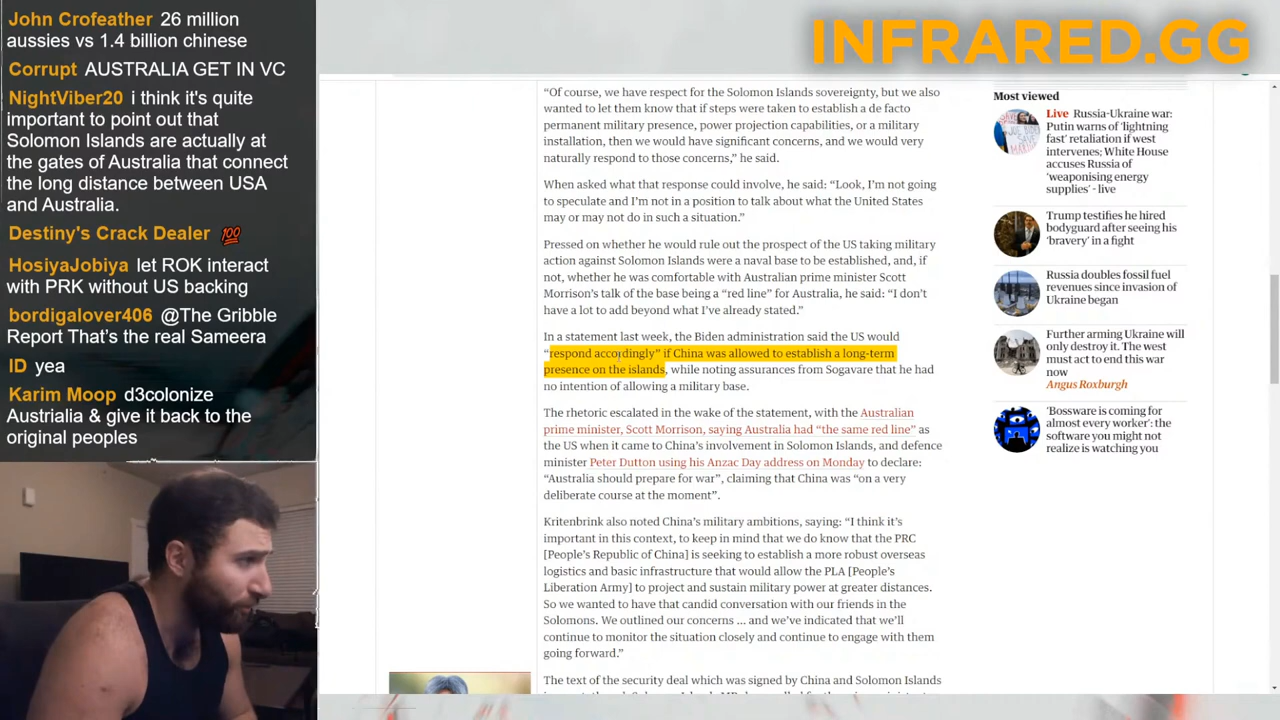 John Crofeather 26 million
aussies vs 1.4 billion chinese
Corrupt AUSTRALIA GET IN VC
NightViber20 i think it's quite
important to point out that
Solomon Islands are actually at
the gates of Australia that connect
the long distance between USA
and Australia.
Destiny's Crack Dealer 💯
HosiyaJobiya let ROK interact
with PRK without US backing
bordigalover406 @The Gribble
Report That's the real Sameera
ID yea
Karim Moop d3colonize
Austrialia & give it back to the
original peoples
INFRARED.GG
“Of course, we have respect for the Solomon Islands sovereignty, but we also
wanted to let them know that if steps were taken to establish a de facto
permanent military presence, power projection capabilities, or a military
installation, then we would have significant concerns, and we would very
naturally respond to those concerns,” he said.
When asked what that response could involve, he said: “Look, I’m not going
to speculate and I’m not in a position to talk about what the United States
may or may not do in such a situation.”
Pressed on whether he would rule out the prospect of the US taking military
action against Solomon Islands were a naval base to be established, and, if
not, whether he was comfortable with Australian prime minister Scott
Morrison’s talk of the base being a “red line” for Australia, he said: “I don’t
have a lot to add beyond what I’ve already stated.”
In a statement last week, the Biden administration said the US would
“respond accordingly” if China was allowed to establish a long-term
presence on the islands, while noting assurances from Sogavare that he had
no intention of allowing a military base.
The rhetoric escalated in the wake of the statement, with the Australian
prime minister, Scott Morrison, saying Australia had “the same red line” as
the US when it came to China’s involvement in Solomon Islands, and defence
minister Peter Dutton using his Anzac Day address on Monday to declare:
“Australia should prepare for war”, claiming that China was “on a very
deliberate course at the moment”.
Kritenbrink also noted China’s military ambitions, saying: “I think it’s
important in this context, to keep in mind that we do know that the PRC
[People’s Republic of China] is seeking to establish a more robust overseas
logistics and basic infrastructure that would allow the PLA [People’s
Liberation Army] to project and sustain military power at greater distances.
So we wanted to have that candid conversation with our friends in the
Solomons. We outlined our concerns ... and we’ve indicated that we’ll
continue to monitor the situation closely and continue to engage with them
going forward.”
The text of the security deal which was signed by China and Solomon Islands
Most viewed
Live Russia-Ukraine war:
Putin warns of ‘lightning
fast’ retaliation if west
intervenes; White House
accuses Russia of
‘weaponising energy
supplies’ - live
Trump testifies he hired
bodyguard after seeing his
‘bravery’ in a fight
Russia doubles fossil fuel
revenues since invasion of
Ukraine began
Further arming Ukraine will
only destroy it. The west
must act to end this war
now
Angus Roxburgh
‘Bossware is coming for
almost every worker’: the
software you might not
realize is watching you